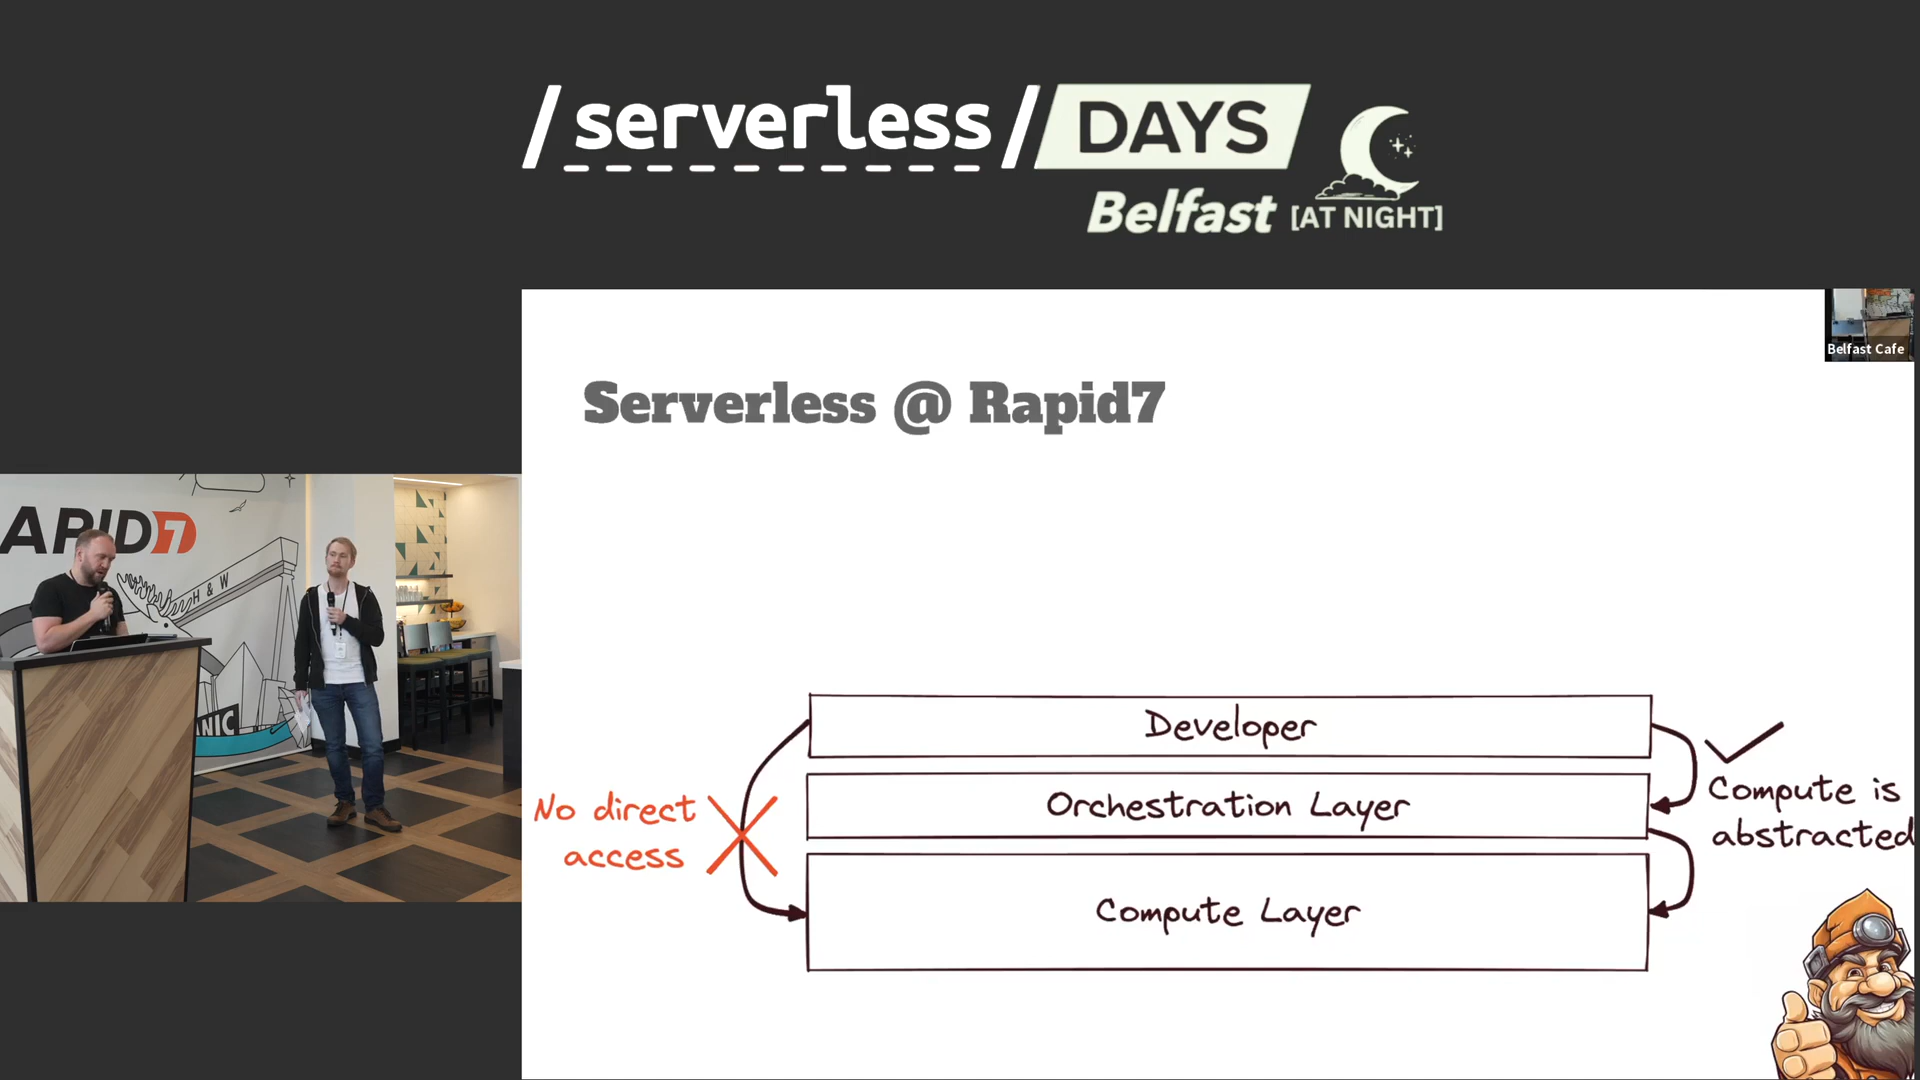 /serverless/DAYS
Belfast [AT NIGHT]
Belfast Cafe
Serverless @ Rapid7
APID7
H & W
NIC
Developer
Orchestration Layer
Compute Layer
No direct
access
Compute is
abstracted